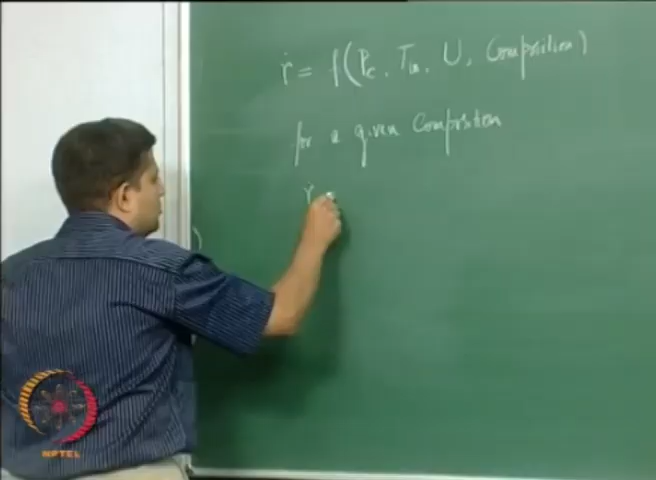 ṙ = f(Pc, Tin, U, Composition)
for a given Composition
ṙ =
NPTEL